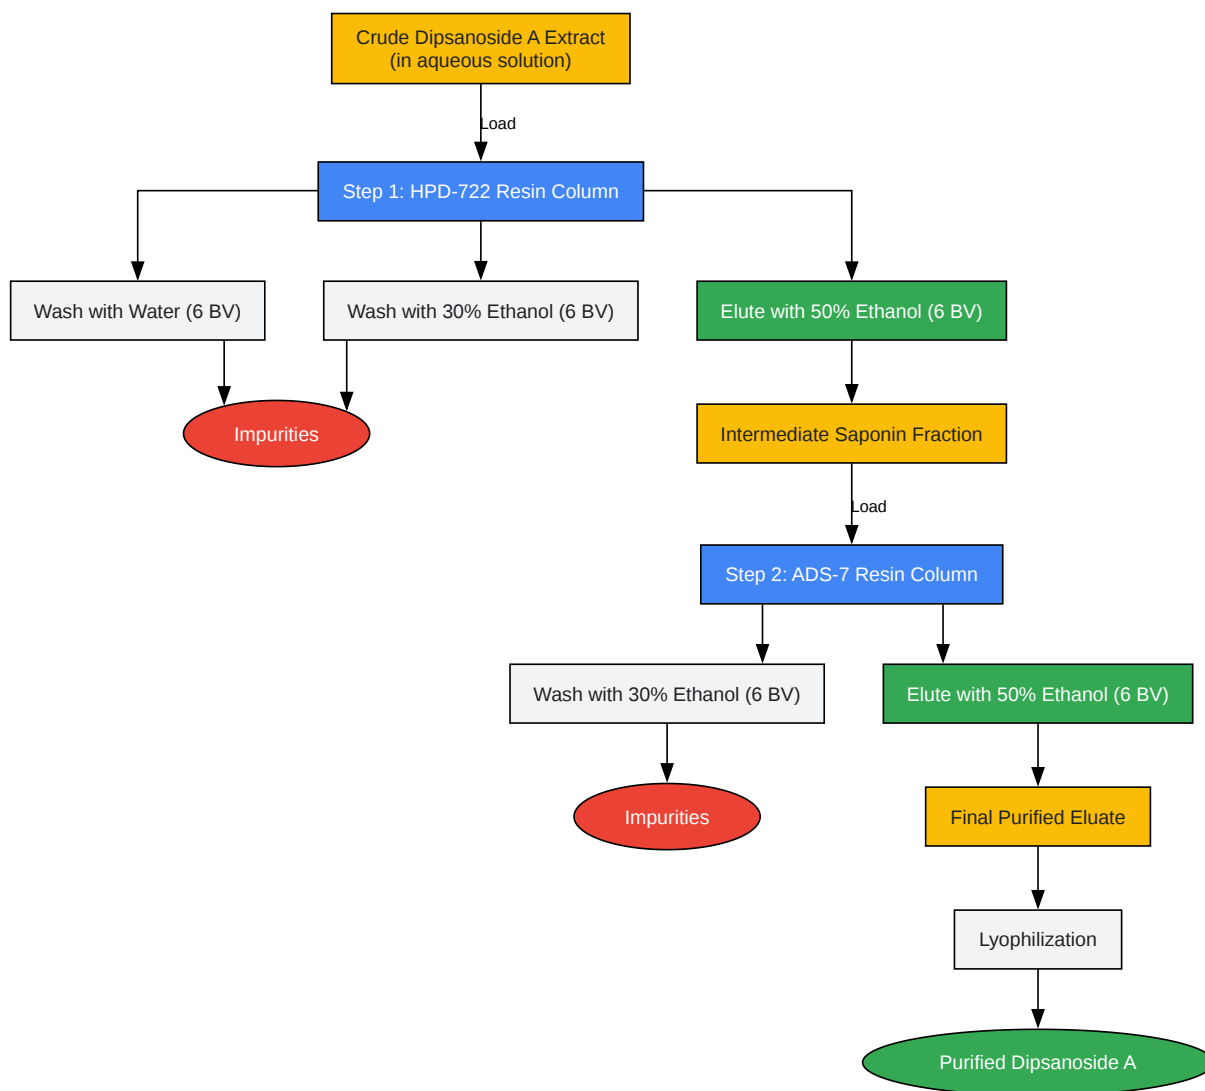 Crude Dipsanoside A Extract
(in aqueous solution)
Load
Step 1: HPD-722 Resin Column
Wash with Water (6 BV)
Wash with 30% Ethanol (6 BV)
Elute with 50% Ethanol (6 BV)
Impurities
Intermediate Saponin Fraction
Load
Step 2: ADS-7 Resin Column
Wash with 30% Ethanol (6 BV)
Elute with 50% Ethanol (6 BV)
Impurities
Final Purified Eluate
Lyophilization
Purified Dipsanoside A